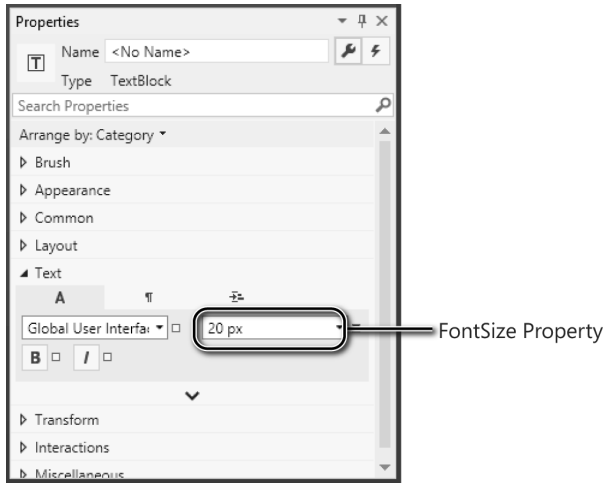 Properties
Name <No Name>
Type TextBlock
Search Properties
Arrange by: Category
Brush
Appearance
Common
Layout
Text
A ¶
Global User Interfa 20 px FontSize Property
B I
Transform
Interactions
Miscellaneous